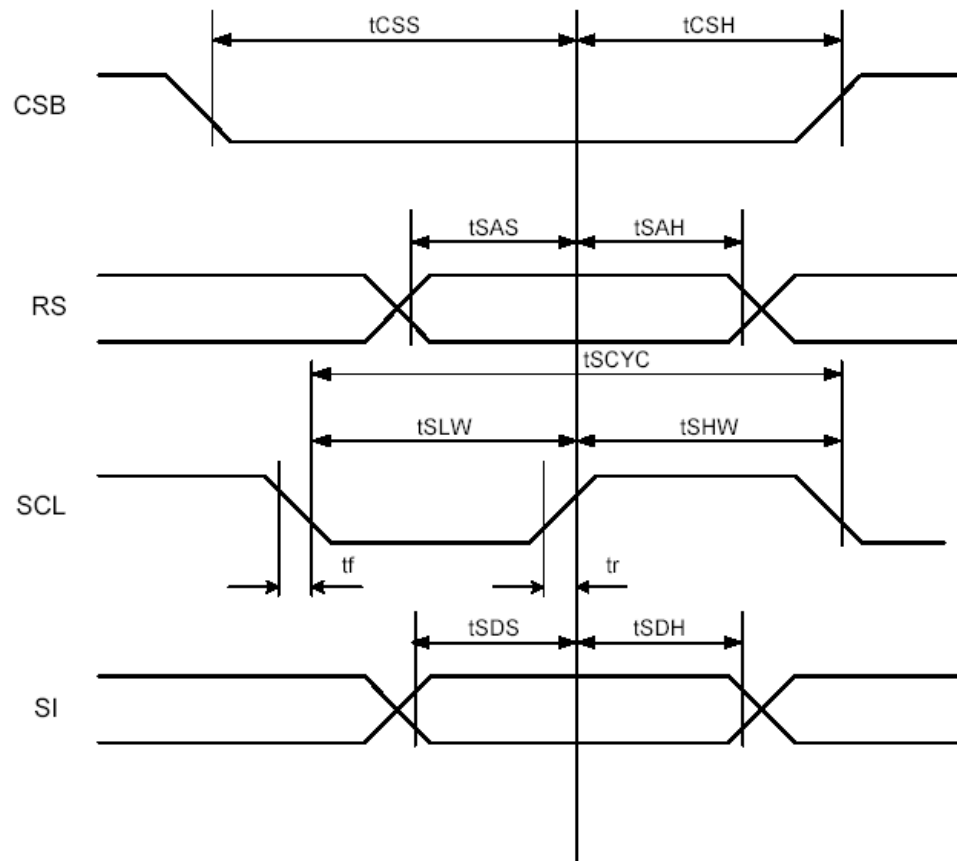 tCSS tCSH
CSB
tSAS tSAH
RS
tSCYC
tSLW tSHW
SCL
tf tr
tSDS tSDH
SI